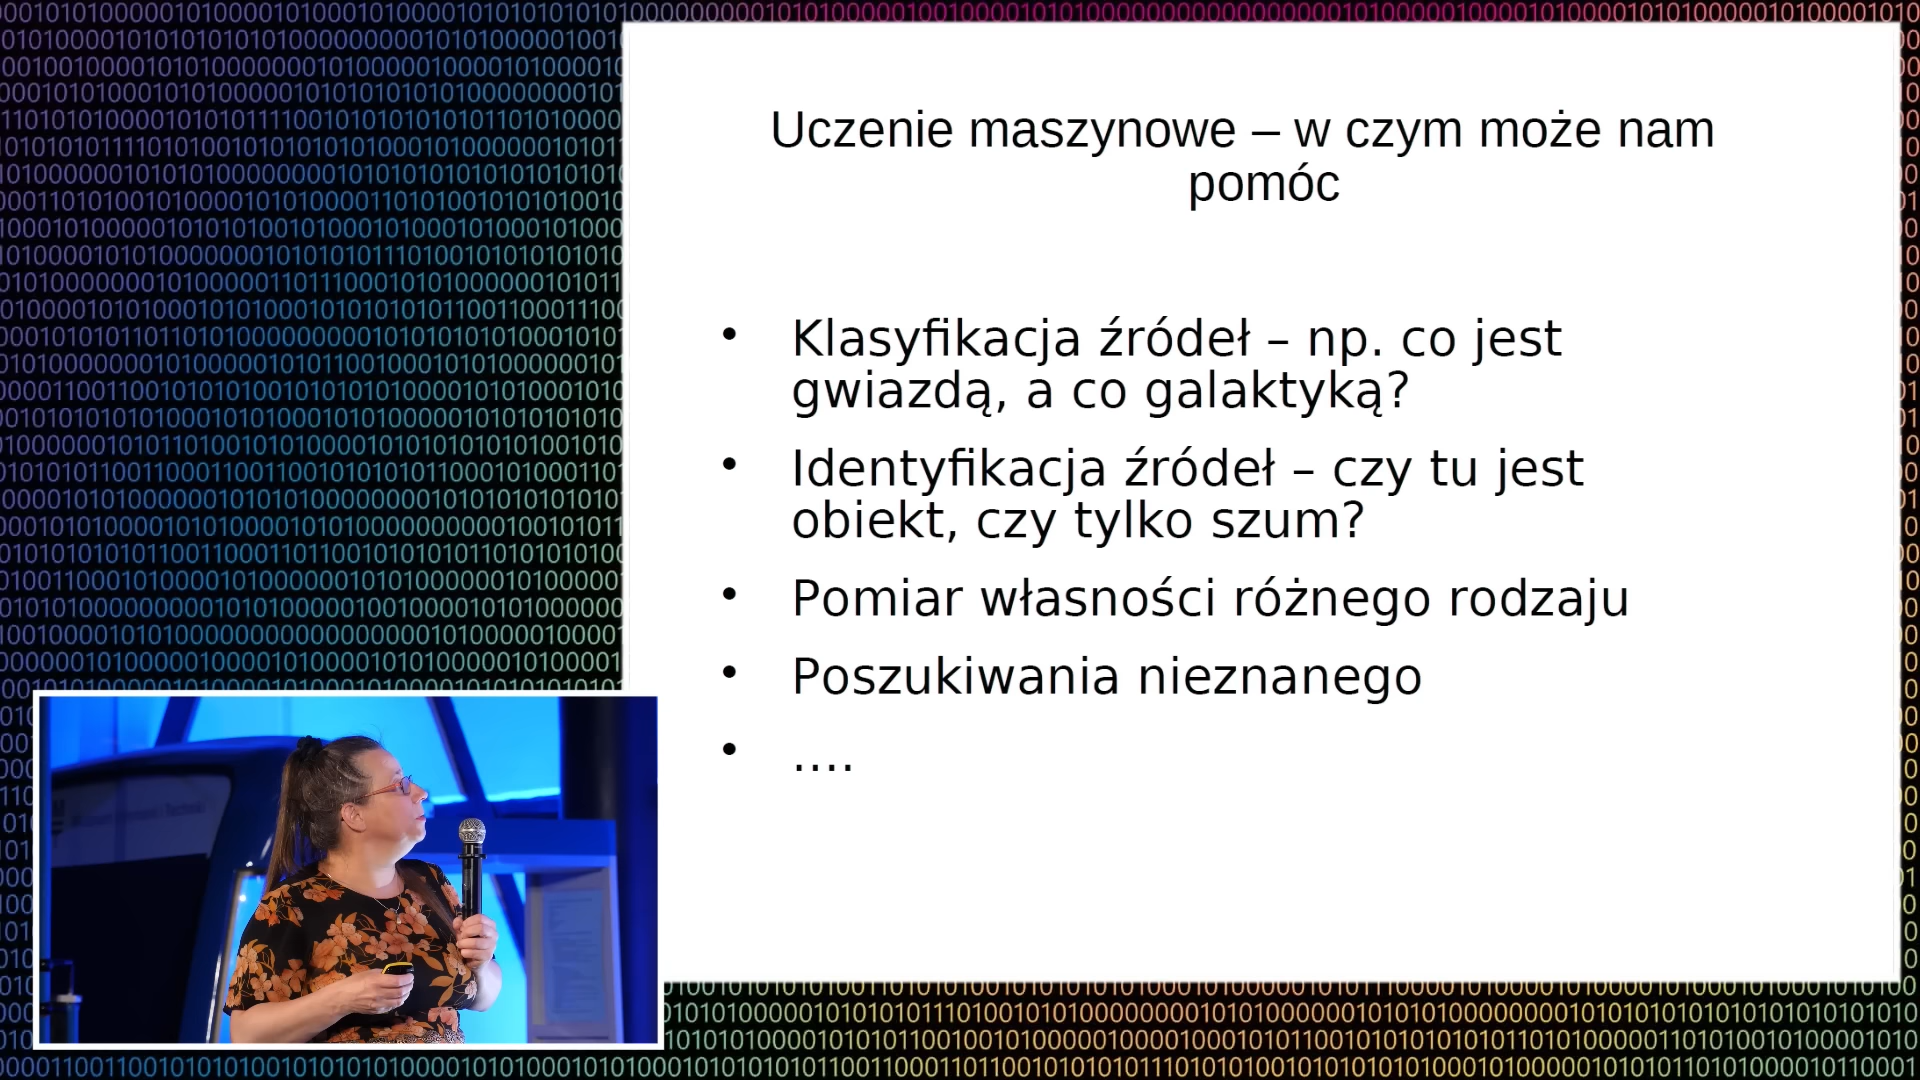 Uczenie maszynowe – w czym może nam
pomóc
• Klasyfikacja źródeł – np. co jest
gwiazdą, a co galaktyką?
• Identyfikacja źródeł – czy tu jest
obiekt, czy tylko szum?
• Pomiar własności różnego rodzaju
• Poszukiwania nieznanego
• ....